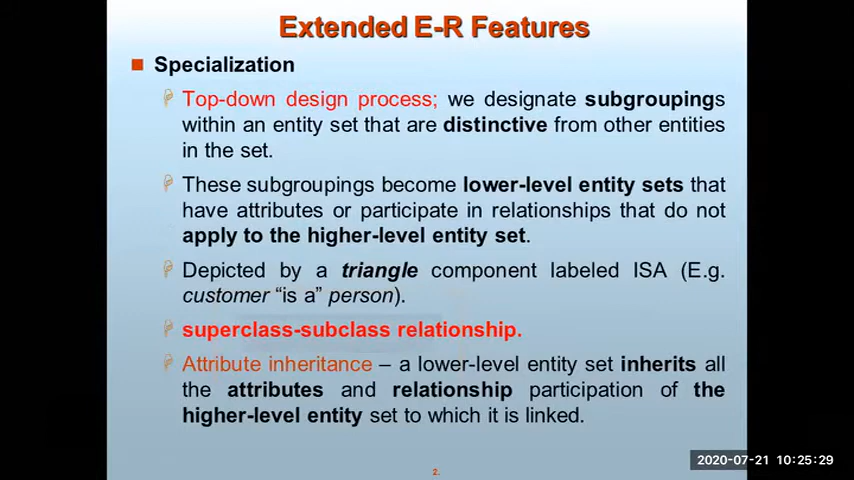 Extended E-R Features
Specialization
Top-down design process; we designate subgroupings
within an entity set that are distinctive from other entities
in the set.
These subgroupings become lower-level entity sets that
have attributes or participate in relationships that do not
apply to the higher-level entity set.
Depicted by a triangle component labeled ISA (E.g.
customer “is a” person).
superclass-subclass relationship.
Attribute inheritance – a lower-level entity set inherits all
the attributes and relationship participation of the
higher-level entity set to which it is linked.
2020-07-21 10:25:29
2.